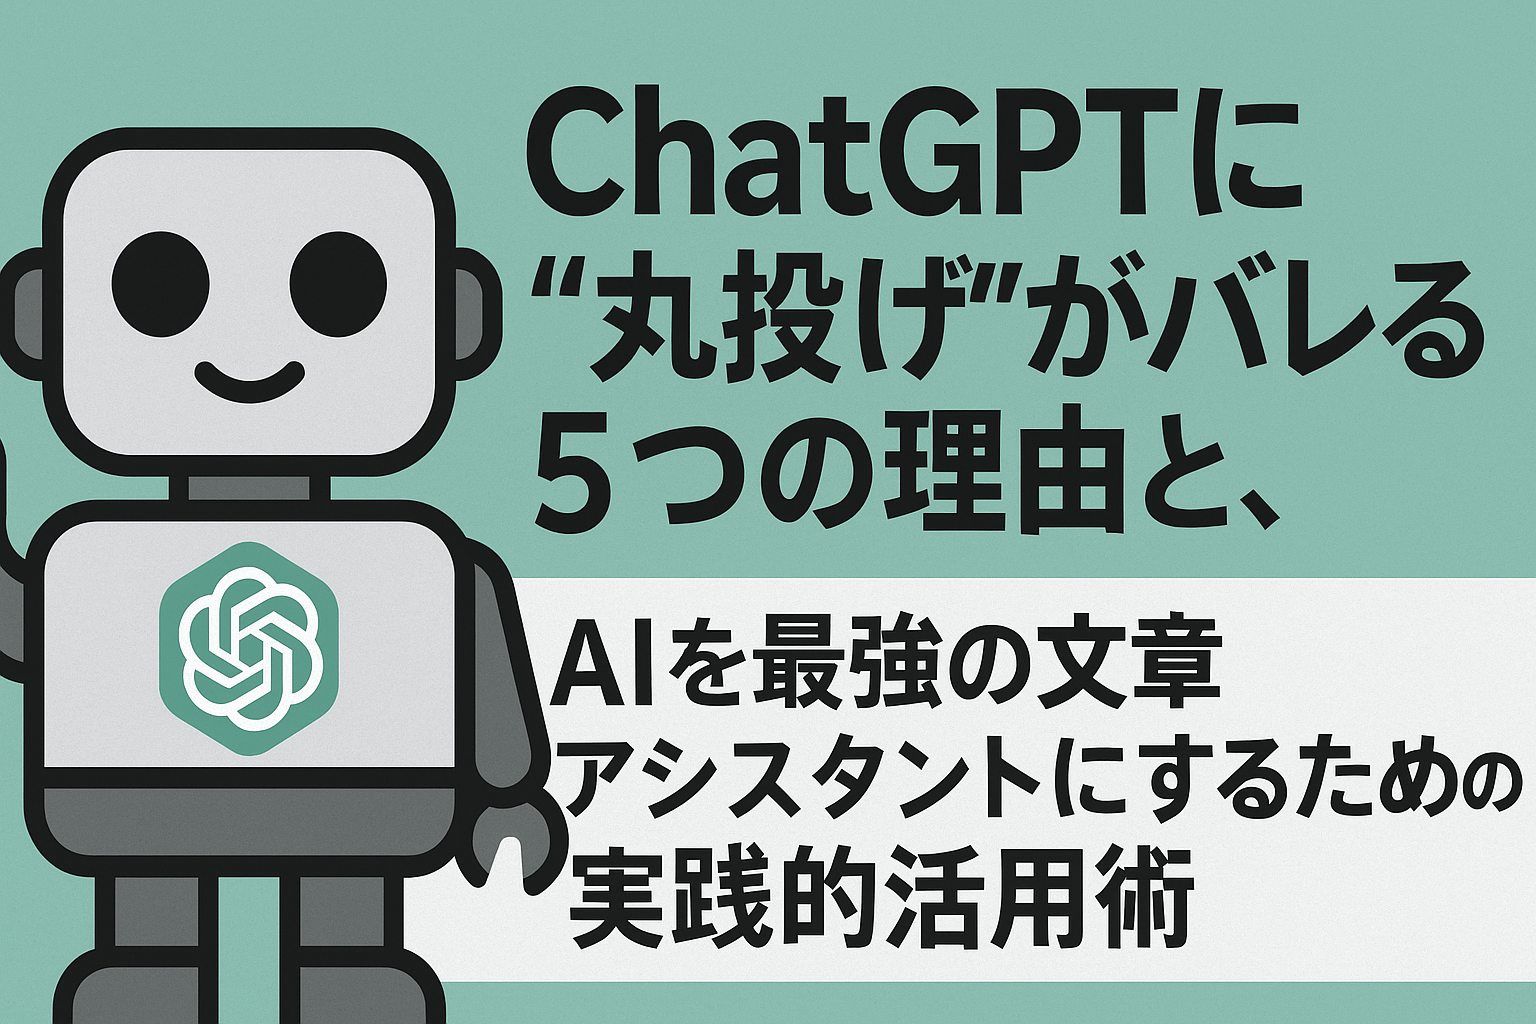 ChatGPTに
“丸投げ”がバレる
5つの理由と、
AIを最強の文章
アシスタントにするための
実践的活用術